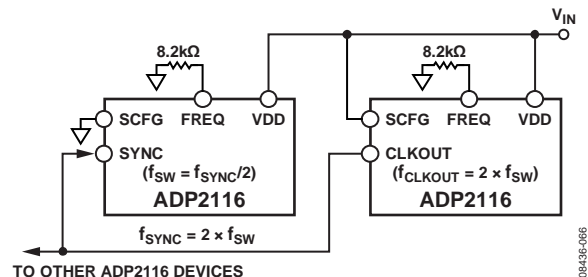 VIN
8.2kΩ
8.2kΩ
SCFG FREQ VDD
SYNC
(fSW = fSYNC/2)
ADP2116
SCFG FREQ VDD
CLKOUT
(fCLKOUT = 2 × fSW)
ADP2116
fSYNC = 2 × fSW
TO OTHER ADP2116 DEVICES
08436-066